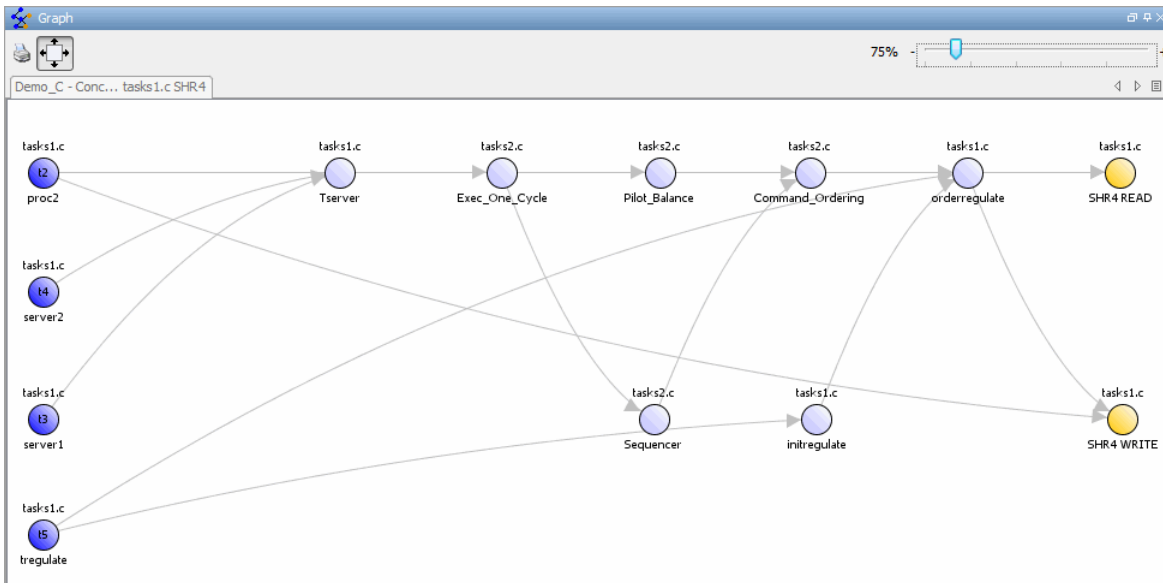 Graph
75% - +
Demo_C - Conc... tasks1.c SHR4
tasks1.c tasks1.c tasks2.c tasks2.c tasks2.c tasks1.c tasks1.c
t2
proc2 Tserver Exec_One_Cycle Pilot_Balance Command_Ordering orderregulate SHR4 READ
tasks1.c
t4
server2
tasks1.c tasks2.c tasks1.c tasks1.c
t3
server1 Sequencer initregulate SHR4 WRITE
tasks1.c
t5
tregulate